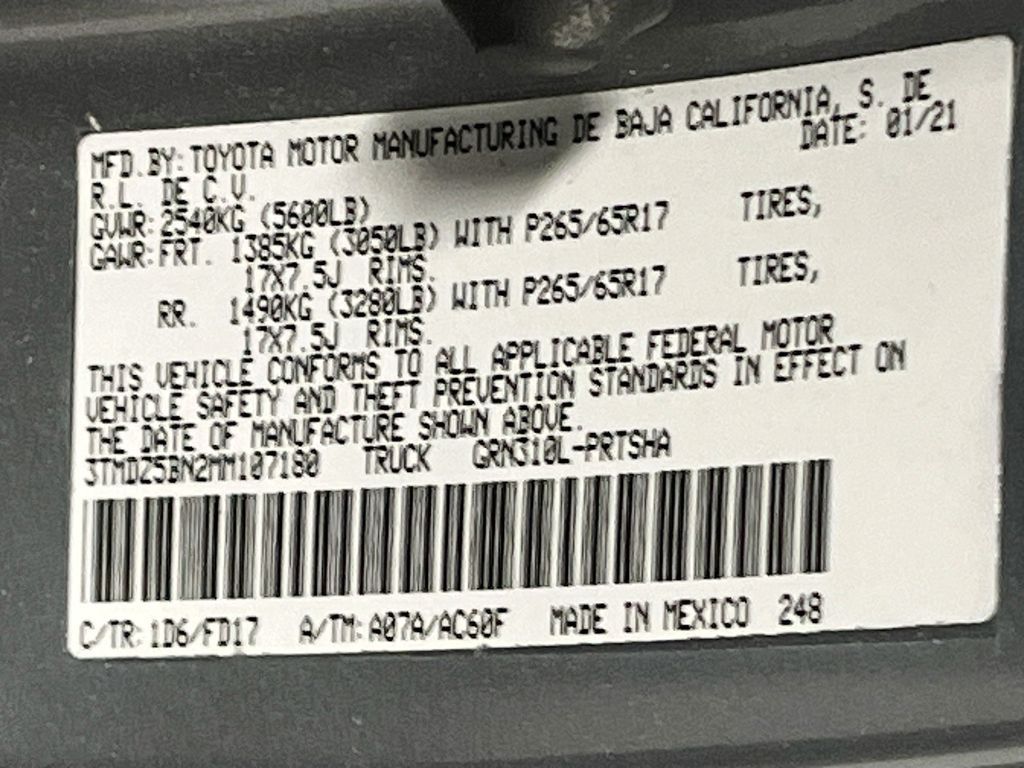 MFD.BY:TOYOTA MOTOR MANUFACTURING DE BAJA CALIFORNIA, S. DE
R.L. DE C.V. DATE: 01/21
GVWR:2540KG (5600LB)
GAWR:FRT. 1385KG (3050LB) WITH P265/65R17 TIRES,
17X7.5J RIMS.
RR. 1490KG (3280LB) WITH P265/65R17 TIRES,
17X7.5J RIMS.
THIS VEHICLE CONFORMS TO ALL APPLICABLE FEDERAL MOTOR
VEHICLE SAFETY AND THEFT PREVENTION STANDARDS IN EFFECT ON
THE DATE OF MANUFACTURE SHOWN ABOVE.
3TMDZ5BN2MM107180 TRUCK GRN310L-PRTSHA
C/TR:1D6/FD17 A/TM:A07A/AC60F MADE IN MEXICO 248